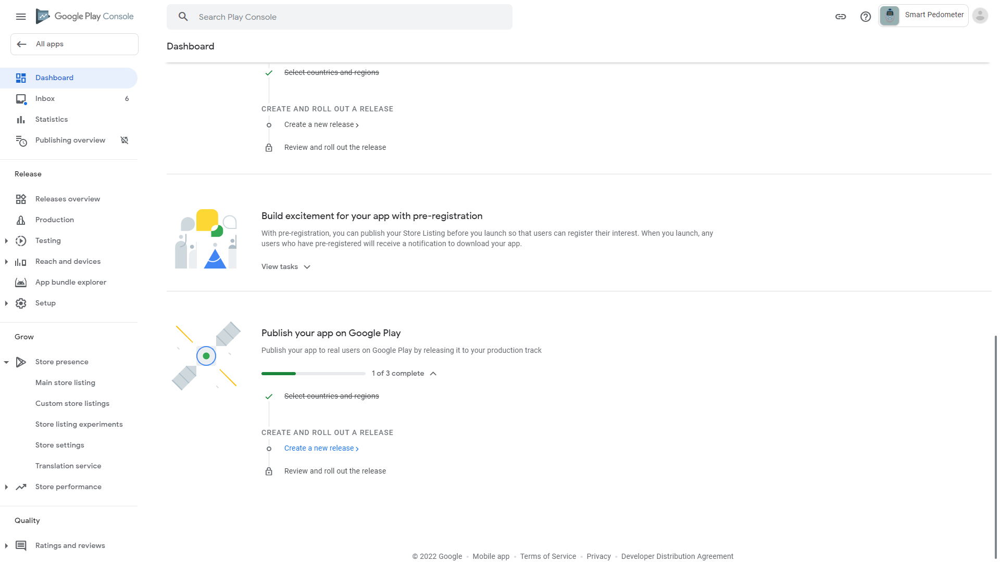 Google Play Console
Search Play Console
Smart Pedometer
All apps
Dashboard
Dashboard
Inbox 6
Statistics
Publishing overview
Release
Releases overview
Production
Testing
Reach and devices
App bundle explorer
Setup
Grow
Store presence
Main store listing
Custom store listings
Store listing experiments
Store settings
Translation service
Store performance
Quality
Ratings and reviews
Select countries and regions
CREATE AND ROLL OUT A RELEASE
Create a new release
Review and roll out the release
Build excitement for your app with pre-registration
With pre-registration, you can publish your Store Listing before you launch so that users can register their interest. When you launch, any
users who have pre-registered will receive a notification to download your app.
View tasks
Publish your app on Google Play
Publish your app to real users on Google Play by releasing it to your production track
1 of 3 complete
Select countries and regions
CREATE AND ROLL OUT A RELEASE
Create a new release
Review and roll out the release
© 2022 Google • Mobile app • Terms of Service • Privacy • Developer Distribution Agreement